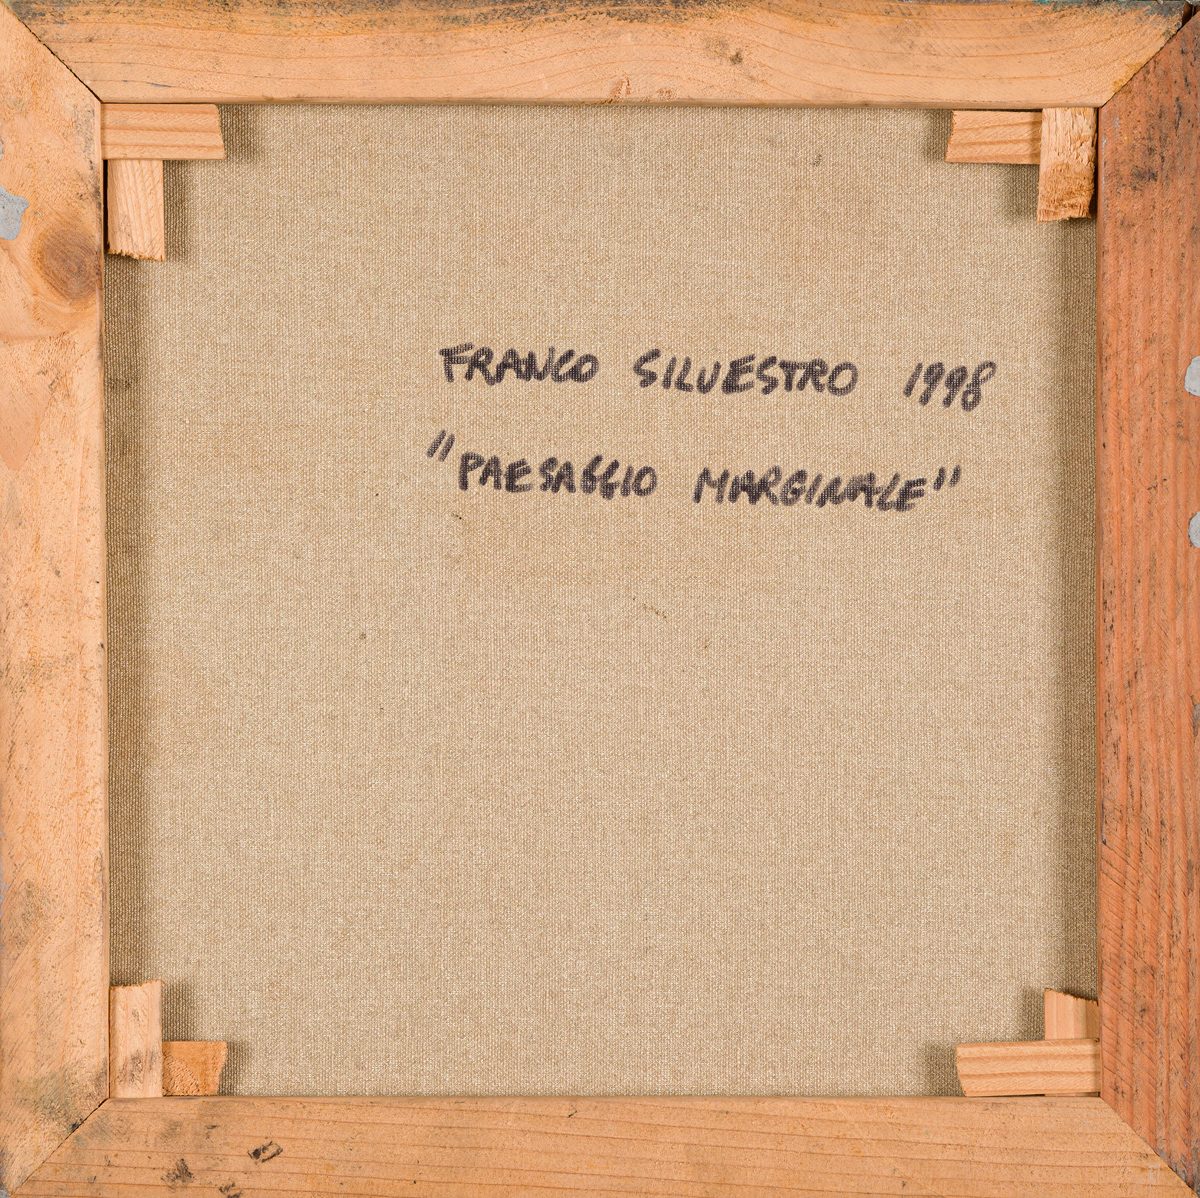 FRANCO SILVESTRO 1998
"PAESAGGIO MARGINALE"